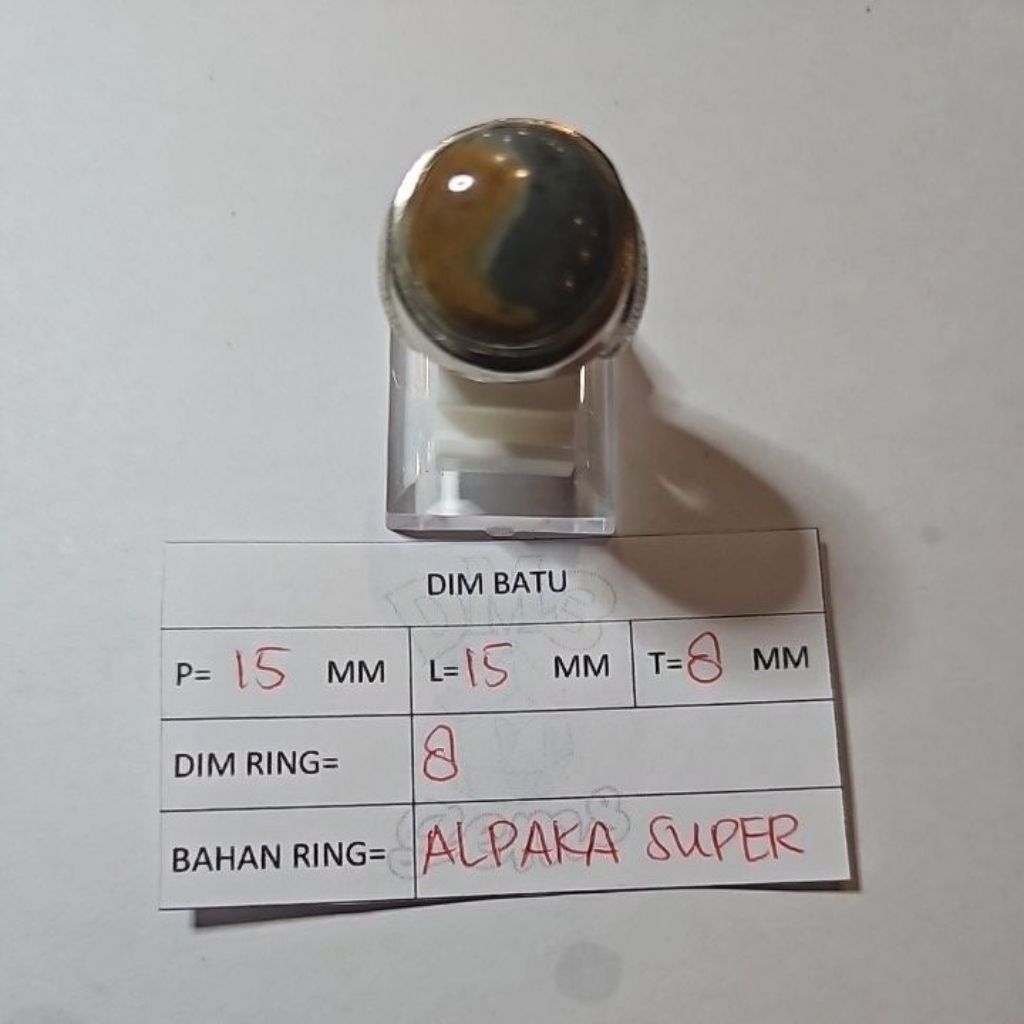 DIM BATU
P= 15 MM L=15 MM T=8 MM
DIM RING= 8
BAHAN RING= ALPAKA SUPER